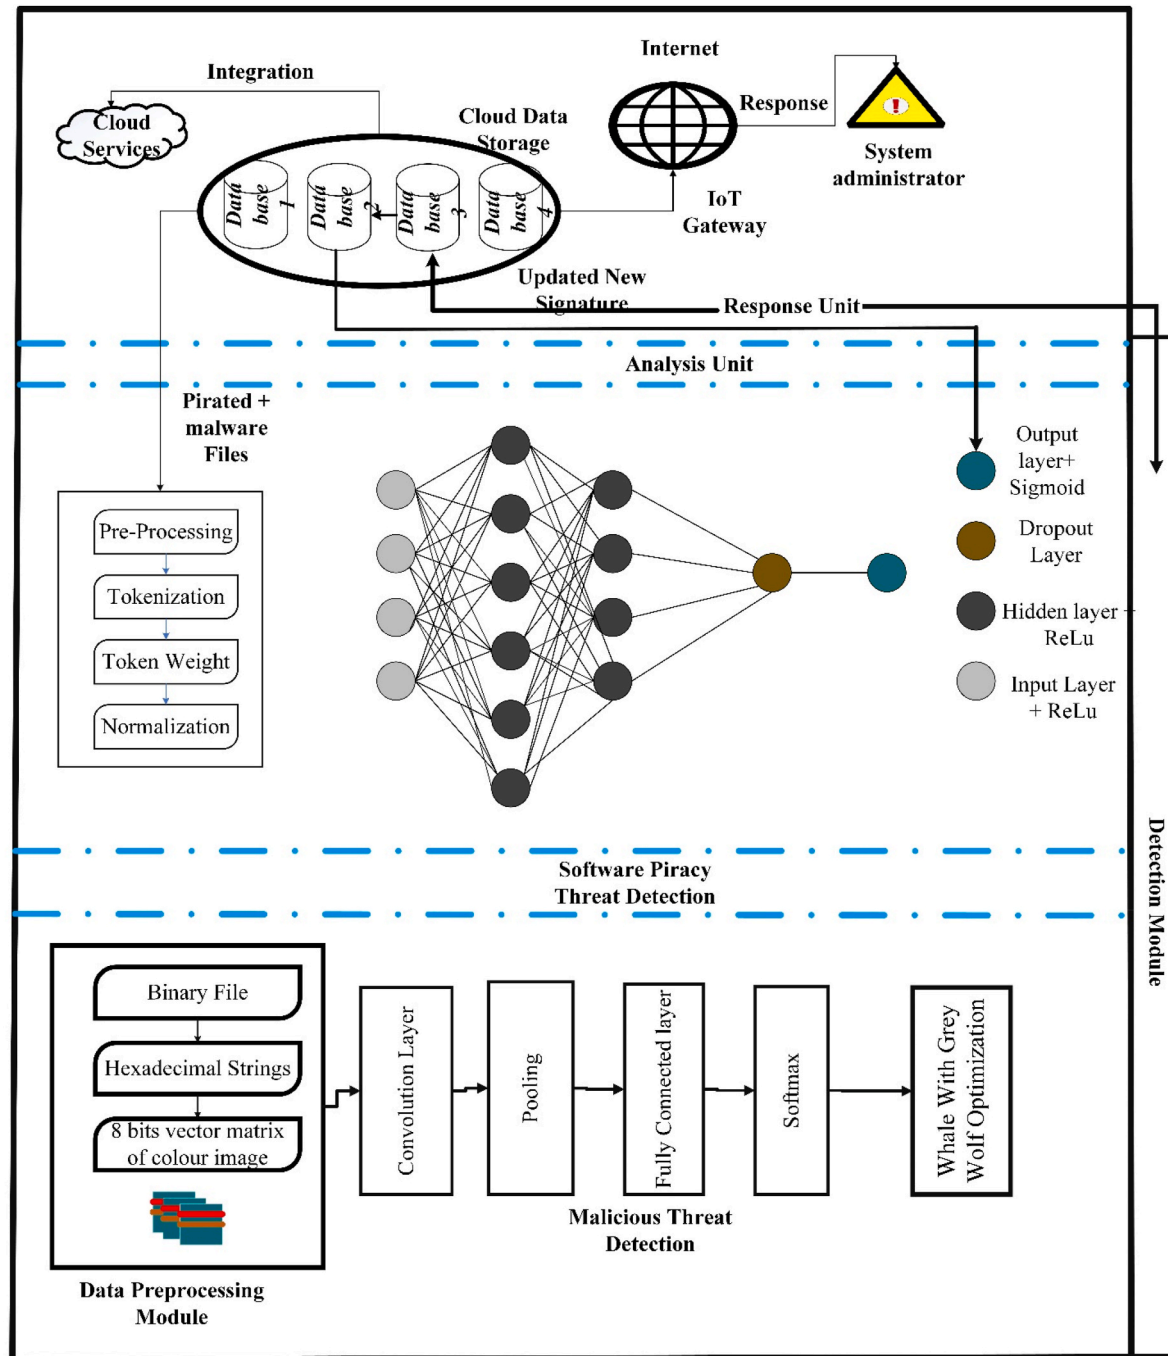 Internet
Integration
Cloud
Services
Cloud Data
Storage
Response
System
administrator
Data
base
1
Data
base
2
Data
base
3
Data
base
4
IoT
Gateway
Updated New
Signature
Response Unit
Analysis Unit
Pirated +
malware
Files
Pre-Processing
Tokenization
Token Weight
Normalization
Output
layer+
Sigmoid
Dropout
Layer
Hidden layer +
ReLu
Input Layer
+ ReLu
Software Piracy
Threat Detection
Detection Module
Binary File
Hexadecimal Strings
8 bits vector matrix
of colour image
Convolution Layer
Pooling
Fully Connected layer
Softmax
Whale With Grey
Wolf Optimization
Malicious Threat
Detection
Data Preprocessing
Module